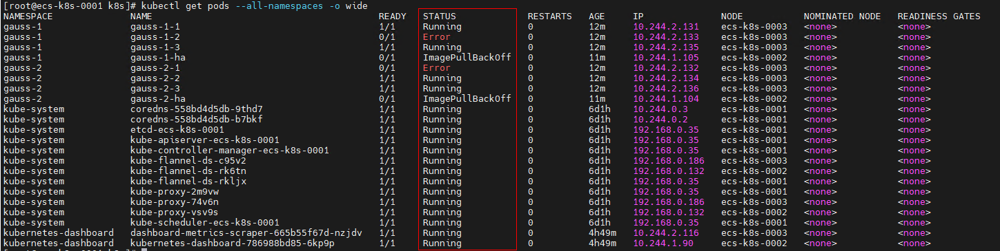 [root@ecs-k8s-0001 k8s]# kubectl get pods --all-namespaces -o wide
NAMESPACE NAME READY STATUS RESTARTS AGE IP NODE NOMINATED NODE READINESS GATES
gauss-1 gauss-1-1 1/1 Running 0 12m 10.244.2.131 ecs-k8s-0003 <none> <none>
gauss-1 gauss-1-2 0/1 Error 0 12m 10.244.2.133 ecs-k8s-0003 <none> <none>
gauss-1 gauss-1-3 1/1 Running 0 12m 10.244.2.135 ecs-k8s-0003 <none> <none>
gauss-1 gauss-1-ha 0/1 ImagePullBackOff 0 11m 10.244.1.105 ecs-k8s-0002 <none> <none>
gauss-2 gauss-2-1 0/1 Error 0 12m 10.244.2.132 ecs-k8s-0003 <none> <none>
gauss-2 gauss-2-2 1/1 Running 0 12m 10.244.2.134 ecs-k8s-0003 <none> <none>
gauss-2 gauss-2-3 1/1 Running 0 12m 10.244.2.136 ecs-k8s-0003 <none> <none>
gauss-2 gauss-2-ha 0/1 ImagePullBackOff 0 11m 10.244.1.104 ecs-k8s-0002 <none> <none>
kube-system coredns-558bd4d5db-9thd7 1/1 Running 0 6d1h 10.244.0.3 ecs-k8s-0001 <none> <none>
kube-system coredns-558bd4d5db-b7bkf 1/1 Running 0 6d1h 10.244.0.2 ecs-k8s-0001 <none> <none>
kube-system etcd-ecs-k8s-0001 1/1 Running 0 6d1h 192.168.0.35 ecs-k8s-0001 <none> <none>
kube-system kube-apiserver-ecs-k8s-0001 1/1 Running 0 6d1h 192.168.0.35 ecs-k8s-0001 <none> <none>
kube-system kube-controller-manager-ecs-k8s-0001 1/1 Running 0 6d1h 192.168.0.35 ecs-k8s-0001 <none> <none>
kube-system kube-flannel-ds-c95v2 1/1 Running 0 6d1h 192.168.0.186 ecs-k8s-0003 <none> <none>
kube-system kube-flannel-ds-rk6tn 1/1 Running 0 6d1h 192.168.0.132 ecs-k8s-0002 <none> <none>
kube-system kube-flannel-ds-rkljx 1/1 Running 0 6d1h 192.168.0.35 ecs-k8s-0001 <none> <none>
kube-system kube-proxy-2m9vw 1/1 Running 0 6d1h 192.168.0.35 ecs-k8s-0001 <none> <none>
kube-system kube-proxy-74v6n 1/1 Running 0 6d1h 192.168.0.186 ecs-k8s-0003 <none> <none>
kube-system kube-proxy-vsv9s 1/1 Running 0 6d1h 192.168.0.132 ecs-k8s-0002 <none> <none>
kube-system kube-scheduler-ecs-k8s-0001 1/1 Running 0 6d1h 192.168.0.35 ecs-k8s-0001 <none> <none>
kubernetes-dashboard dashboard-metrics-scraper-665b55f67d-nzjdv 1/1 Running 0 4h49m 10.244.2.116 ecs-k8s-0003 <none> <none>
kubernetes-dashboard kubernetes-dashboard-786988bd85-6kp9p 1/1 Running 0 4h49m 10.244.1.90 ecs-k8s-0002 <none> <none>